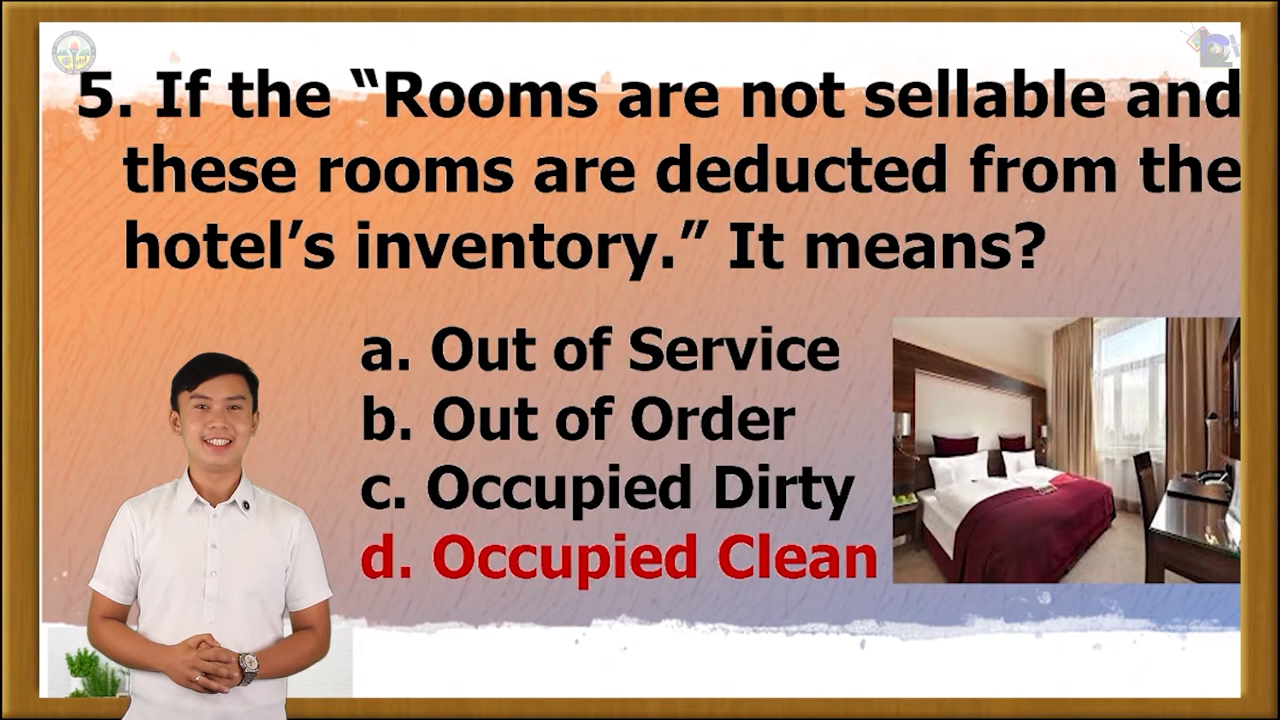 5. If the “Rooms are not sellable and
these rooms are deducted from the
hotel’s inventory.” It means?
a. Out of Service
b. Out of Order
c. Occupied Dirty
d. Occupied Clean